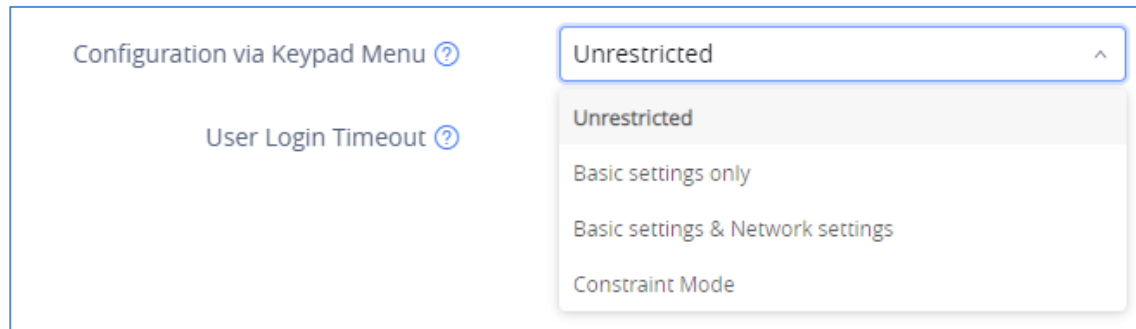 Configuration via Keypad Menu ?
Unrestricted
User Login Timeout ?
Unrestricted
Basic settings only
Basic settings & Network settings
Constraint Mode